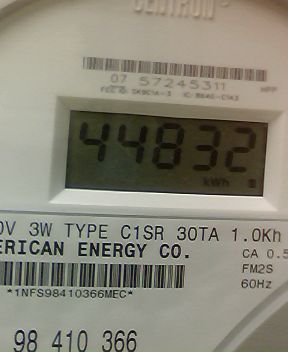 CENTRON
07 57245311
44832
kWh
0V 3W TYPE C1SR 30TA 1.0Kh
ERICAN ENERGY CO.
CA 0.5
FM2S
60Hz
*1NFS98410366MEC*
98 410 366